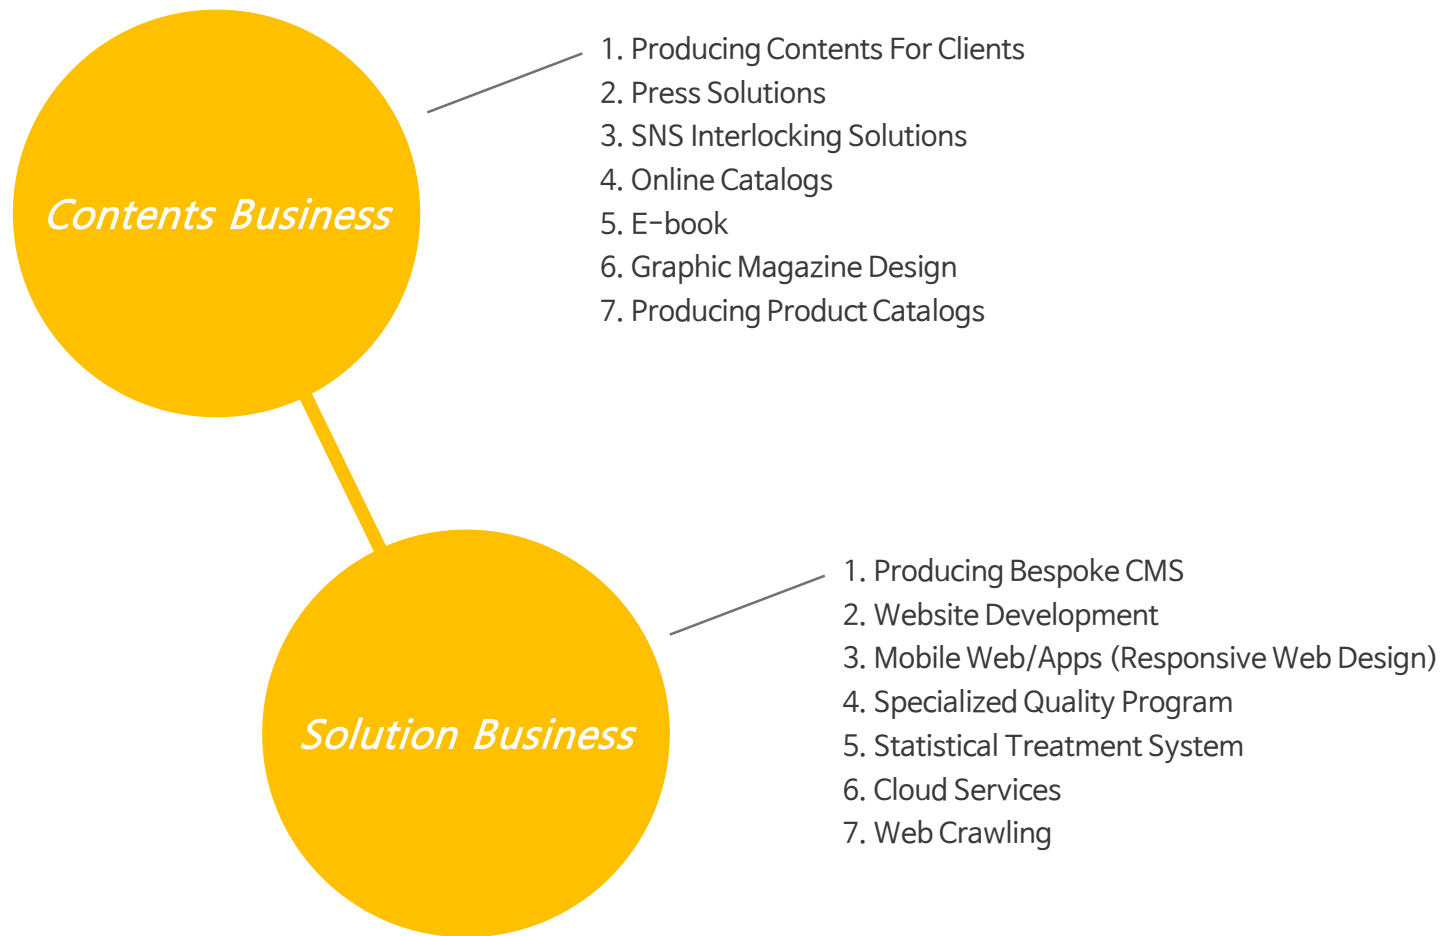 Contents Business
1. Producing Contents For Clients
2. Press Solutions
3. SNS Interlocking Solutions
4. Online Catalogs
5. E-book
6. Graphic Magazine Design
7. Producing Product Catalogs
Solution Business
1. Producing Bespoke CMS
2. Website Development
3. Mobile Web/Apps (Responsive Web Design)
4. Specialized Quality Program
5. Statistical Treatment System
6. Cloud Services
7. Web Crawling